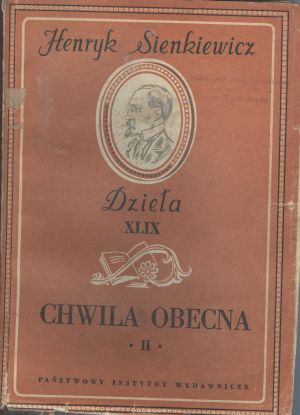 Henryk Sienkiewicz
Dzieła
XLIX
CHWILA OBECNA
• II •
PAŃSTWOWY INSTYTUT WYDAWNICZY